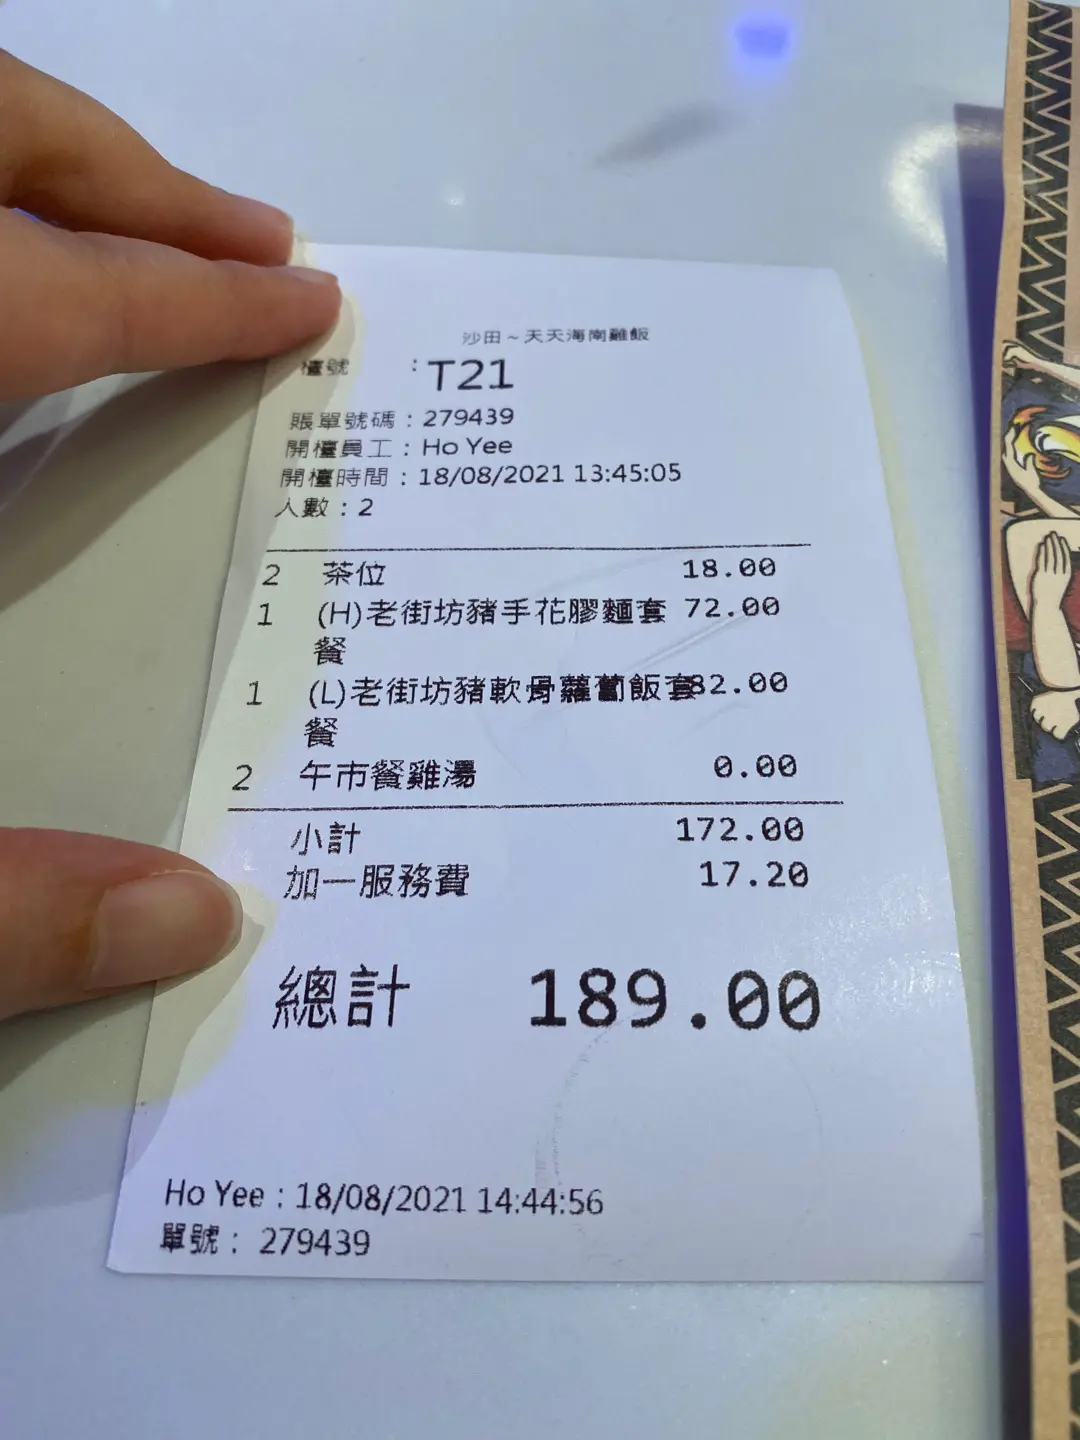 沙田~天天海南雞飯
檯號 : T21
賬單號碼 : 279439
開檯員工 : Ho Yee
開檯時間 : 18/08/2021 13:45:05
人數 : 2
2 茶位 18.00
1 (H)老街坊豬手花膠麵套 72.00
餐
1 (L)老街坊豬軟骨蘿蔔飯套82.00
餐
2 午市餐雞湯 0.00
小計 172.00
加一服務費 17.20
總計 189.00
Ho Yee : 18/08/2021 14:44:56
單號 : 279439